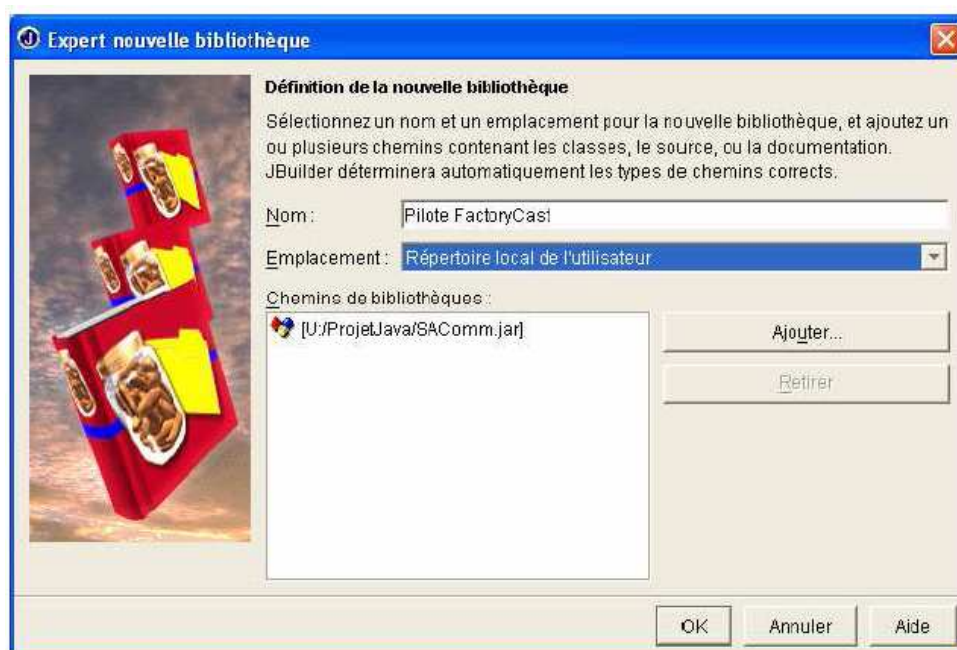 Expert nouvelle bibliothèque
Définition de la nouvelle bibliothèque
Sélectionnez un nom et un emplacement pour la nouvelle bibliothèque, et ajoutez un
ou plusieurs chemins contenant les classes, le source, ou la documentation.
JBuilder déterminera automatiquement les types de chemins corrects.
Nom : Pilote FactoryCast
Emplacement : Répertoire local de l'utilisateur
Chemins de bibliothèques :
[U:/ProjetJava/SAComm.jar]
Ajouter...
Retirer
OK Annuler Aide